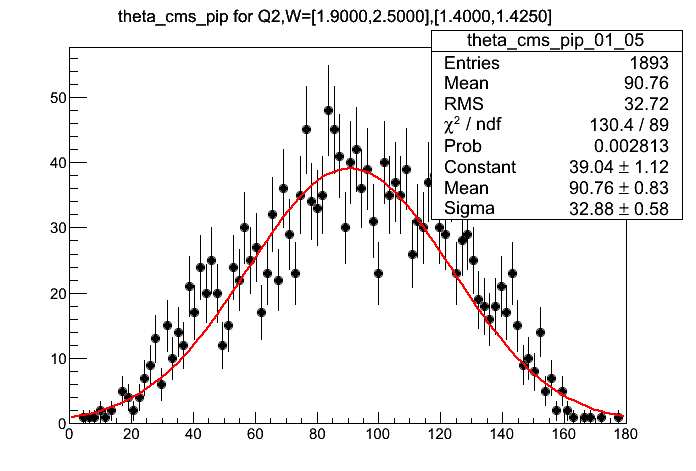 theta_cms_pip for Q2,W=[1.9000,2.5000],[1.4000,1.4250]
theta_cms_pip_01_05
Entries 1893
Mean 90.76
RMS 32.72
χ² / ndf 130.4 / 89
Prob 0.002813
Constant 39.04 ± 1.12
Mean 90.76 ± 0.83
Sigma 32.88 ± 0.58
50
40
30
20
10
0
0 20 40 60 80 100 120 140 160 180